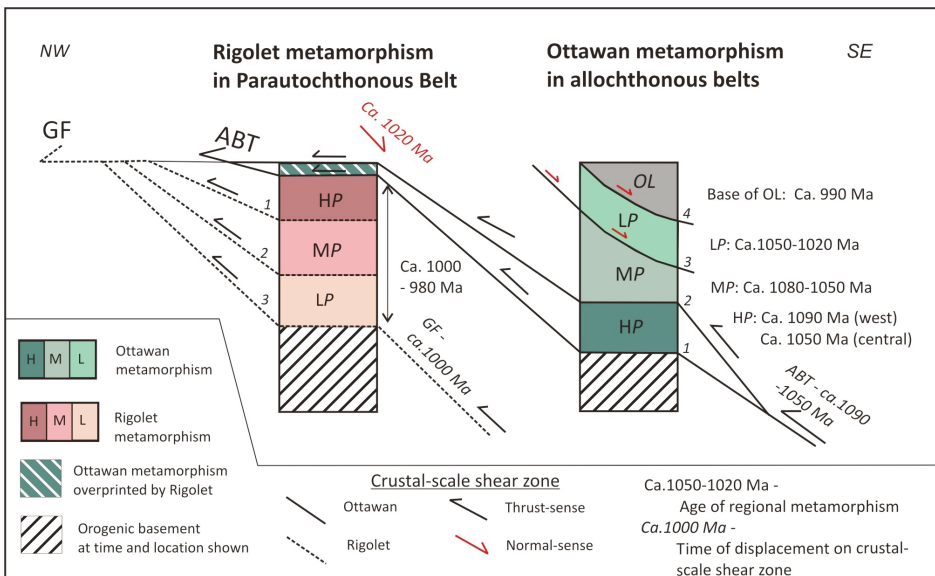 NW
Rigolet metamorphism
in Parautochthonous Belt
Ottawan metamorphism
in allochthonous belts
SE
GF
ABT
Ca. 1020 Ma
1
2
3
HP
MP
LP
Ca. 1000
- 980 Ma
GF -
ca.1000 Ma
OL
LP
MP
HP
4
3
2
1
Base of OL: Ca. 990 Ma
LP: Ca.1050-1020 Ma
MP: Ca. 1080-1050 Ma
HP: Ca. 1090 Ma (west)
Ca. 1050 Ma (central)
ABT - ca.1090
-1050 Ma
H M L
Ottawan
metamorphism
H M L
Rigolet
metamorphism
Ottawan metamorphism
overprinted by Rigolet
Orogenic basement
at time and location shown
Crustal-scale shear zone
Ottawan
Thrust-sense
Rigolet
Normal-sense
Ca.1050-1020 Ma -
Age of regional metamorphism
Ca.1000 Ma -
Time of displacement on crustal-
scale shear zone